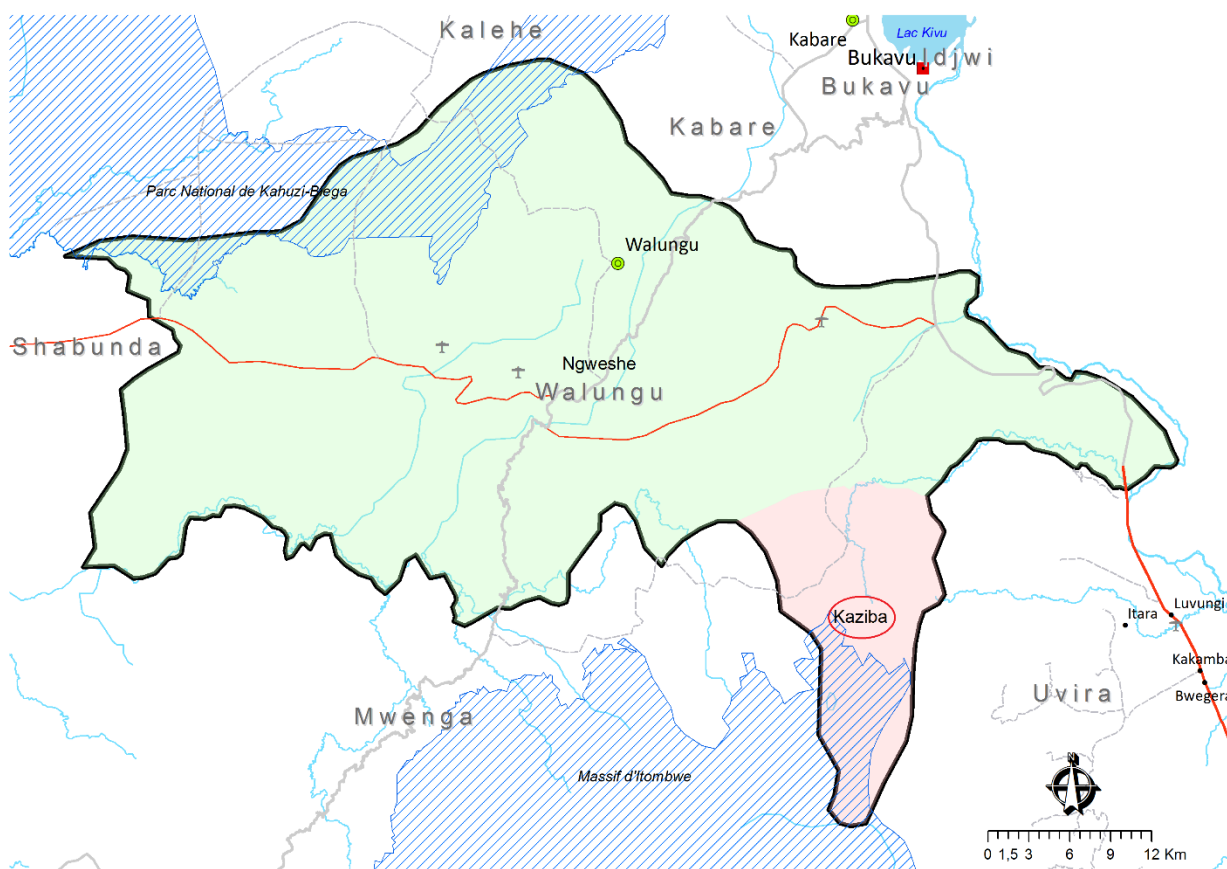 Kalehe
Kabare
Lac Kivu
Bukavu
Idjwi
Bukavu
Kabare
Parc National de Kahuzi-Biega
Walungu
Shabunda
Ngweshe
Walungu
Kaziba
Itara
Luvungi
Kakamba
Bwegera
Uvira
Mwenga
Massif d'Itombwe
N
0 1,5 3 6 9 12 Km